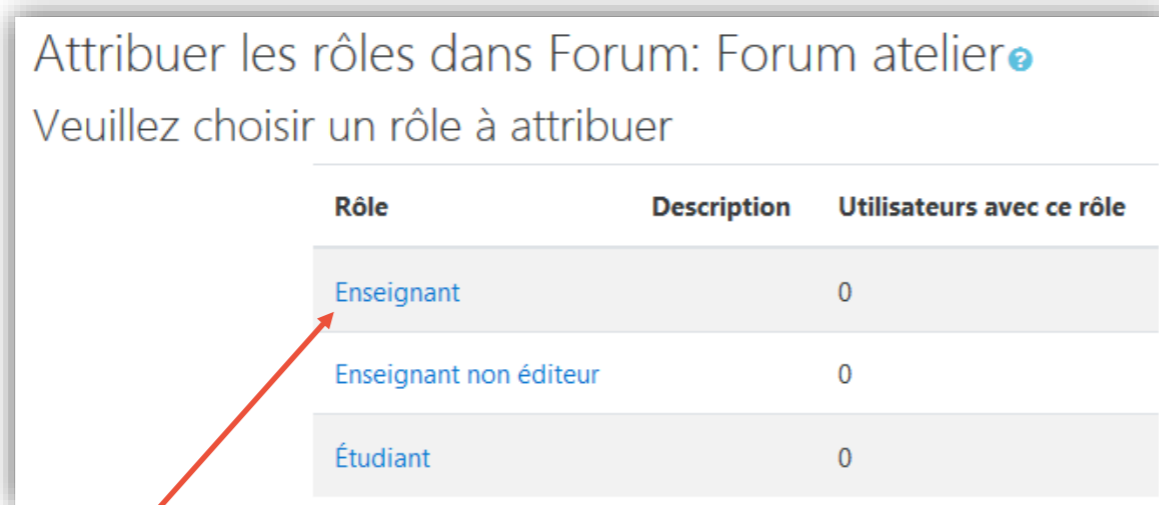 Attribuer les rôles dans Forum: Forum atelier
Veuillez choisir un rôle à attribuer
Rôle Description Utilisateurs avec ce rôle
Enseignant 0
Enseignant non éditeur 0
Étudiant 0